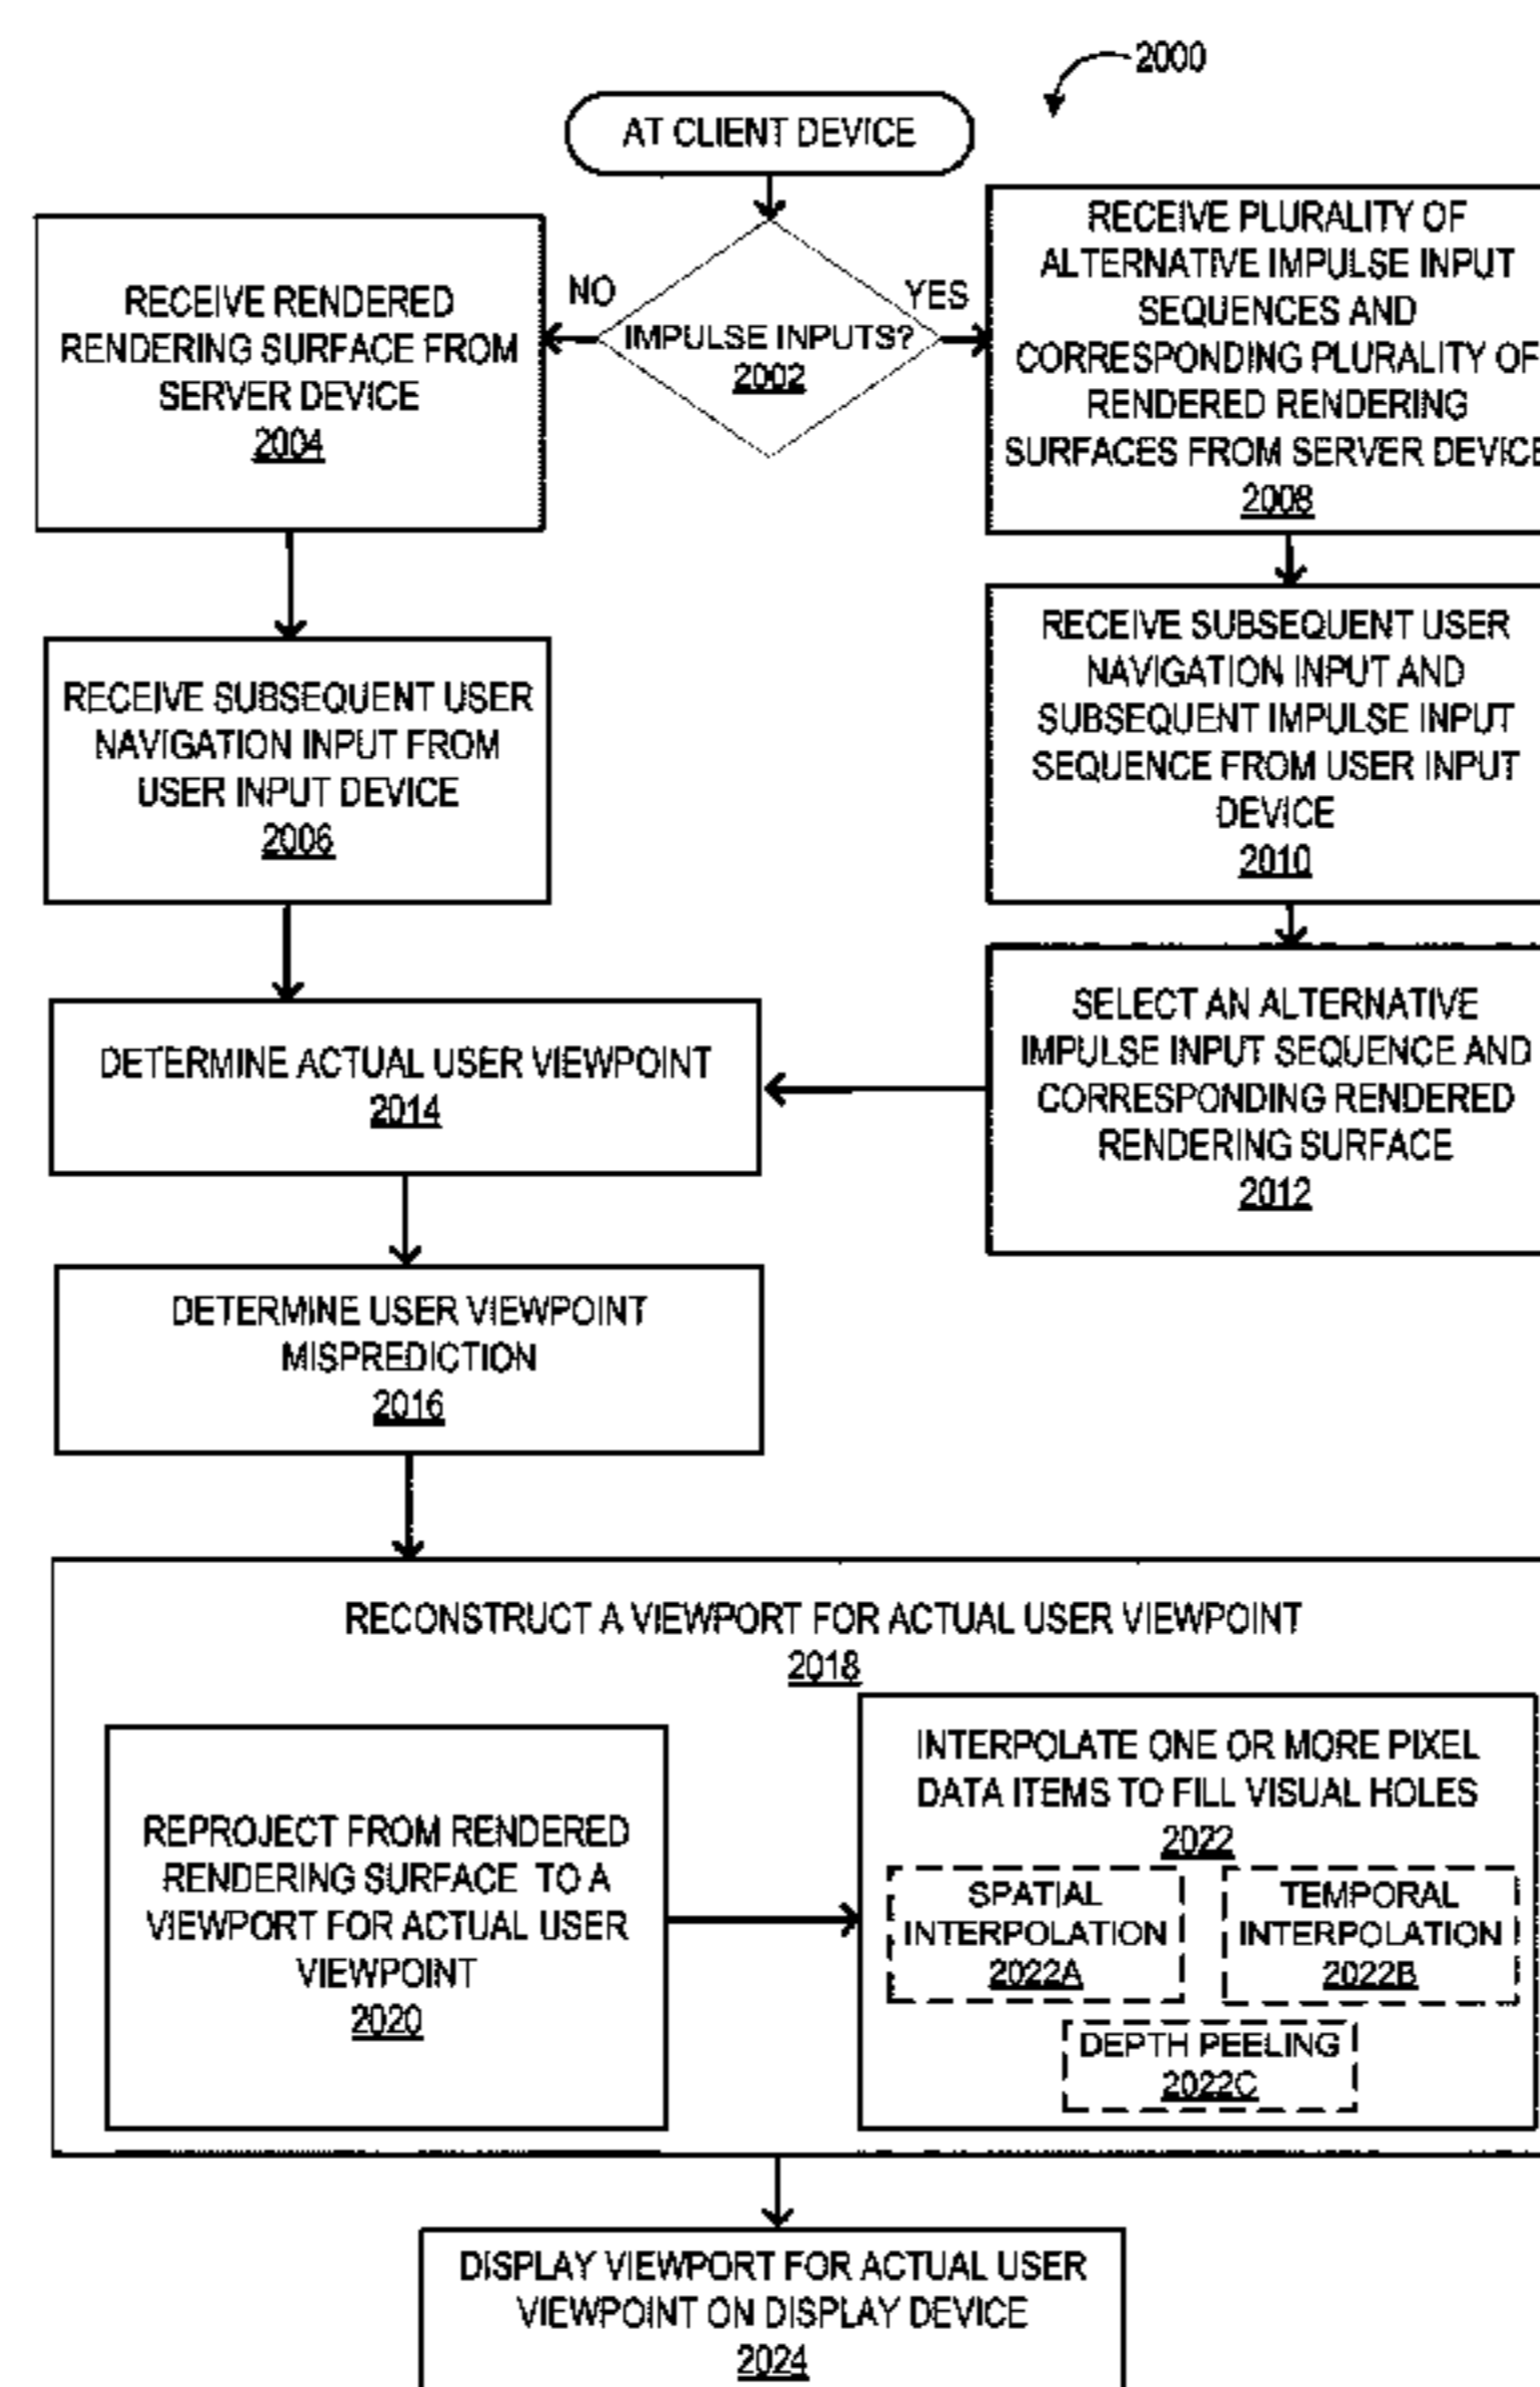 2000
AT CLIENT DEVICE
NO
YES
IMPULSE INPUTS?
2002
RECEIVE RENDERED
RENDERING SURFACE FROM
SERVER DEVICE
2004
RECEIVE PLURALITY OF
ALTERNATIVE IMPULSE INPUT
SEQUENCES AND
CORRESPONDING PLURALITY OF
RENDERED RENDERING
SURFACES FROM SERVER DEVICE
2008
RECEIVE SUBSEQUENT USER
NAVIGATION INPUT FROM
USER INPUT DEVICE
2006
RECEIVE SUBSEQUENT USER
NAVIGATION INPUT AND
SUBSEQUENT IMPULSE INPUT
SEQUENCE FROM USER INPUT
DEVICE
2010
SELECT AN ALTERNATIVE
IMPULSE INPUT SEQUENCE AND
CORRESPONDING RENDERED
RENDERING SURFACE
2012
DETERMINE ACTUAL USER VIEWPOINT
2014
DETERMINE USER VIEWPOINT
MISPREDICTION
2016
RECONSTRUCT A VIEWPORT FOR ACTUAL USER VIEWPOINT
2018
REPROJECT FROM RENDERED
RENDERING SURFACE TO A
VIEWPORT FOR ACTUAL USER
VIEWPOINT
2020
INTERPOLATE ONE OR MORE PIXEL
DATA ITEMS TO FILL VISUAL HOLES
2022
SPATIAL
INTERPOLATION
2022A
TEMPORAL
INTERPOLATION
2022B
DEPTH PEELING
2022C
DISPLAY VIEWPORT FOR ACTUAL USER
VIEWPOINT ON DISPLAY DEVICE
2024